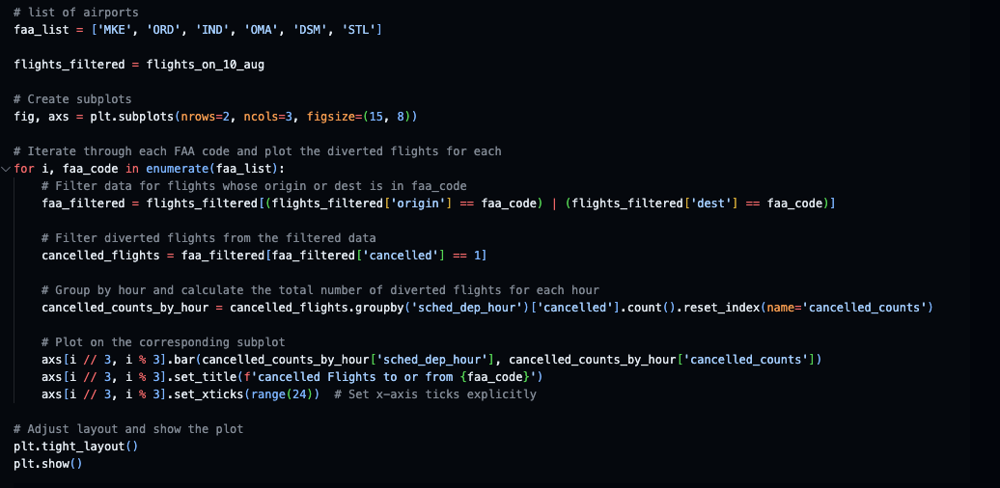 # list of airports
faa_list = ['MKE', 'ORD', 'IND', 'OMA', 'DSM', 'STL']

flights_filtered = flights_on_10_aug

# Create subplots
fig, axs = plt.subplots(nrows=2, ncols=3, figsize=(15, 8))

# Iterate through each FAA code and plot the diverted flights for each
for i, faa_code in enumerate(faa_list):
    # Filter data for flights whose origin or dest is in faa_code
    faa_filtered = flights_filtered[(flights_filtered['origin'] == faa_code) | (flights_filtered['dest'] == faa_code)]

    # Filter diverted flights from the filtered data
    cancelled_flights = faa_filtered[faa_filtered['cancelled'] == 1]

    # Group by hour and calculate the total number of diverted flights for each hour
    cancelled_counts_by_hour = cancelled_flights.groupby('sched_dep_hour')['cancelled'].count().reset_index(name='cancelled_counts')

    # Plot on the corresponding subplot
    axs[i // 3, i % 3].bar(cancelled_counts_by_hour['sched_dep_hour'], cancelled_counts_by_hour['cancelled_counts'])
    axs[i // 3, i % 3].set_title(f'cancelled Flights to or from {faa_code}')
    axs[i // 3, i % 3].set_xticks(range(24))  # Set x-axis ticks explicitly

# Adjust layout and show the plot
plt.tight_layout()
plt.show()